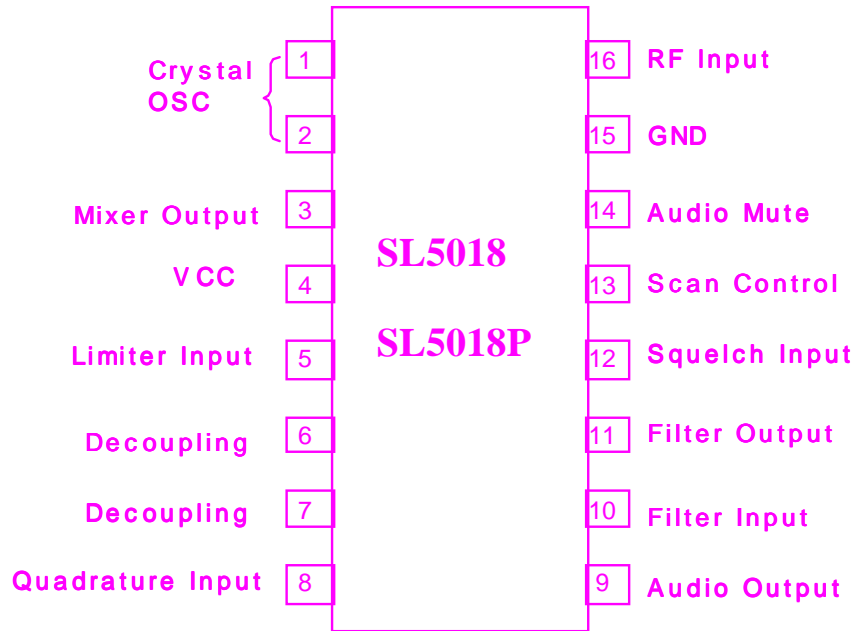 Crystal
OSC
1
2
Mixer Output
3
VCC
4
Limiter Input
5
Decoupling
6
Decoupling
7
Quadrature Input
8
SL5018
SL5018P
16
RF Input
15
GND
14
Audio Mute
13
Scan Control
12
Squelch Input
11
Filter Output
10
Filter Input
9
Audio Output